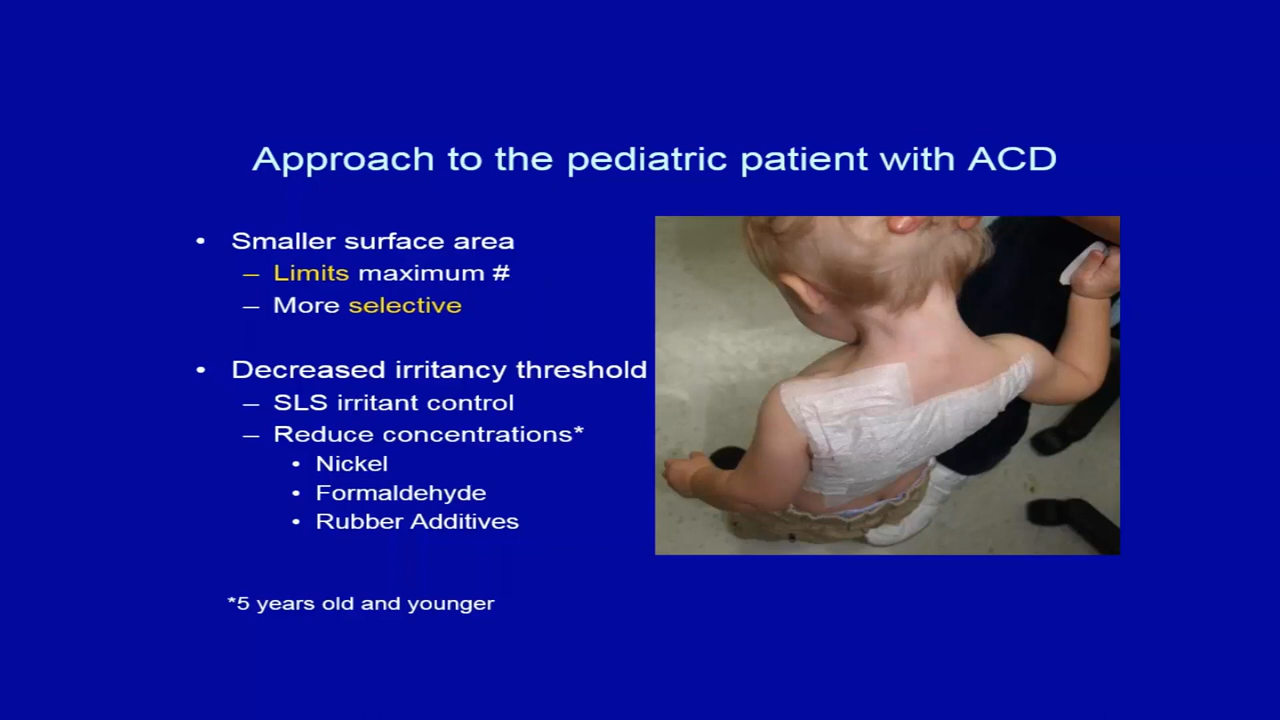 Approach to the pediatric patient with ACD
• Smaller surface area
– Limits maximum #
– More selective
• Decreased irritancy threshold
– SLS irritant control
– Reduce concentrations*
• Nickel
• Formaldehyde
• Rubber Additives
*5 years old and younger